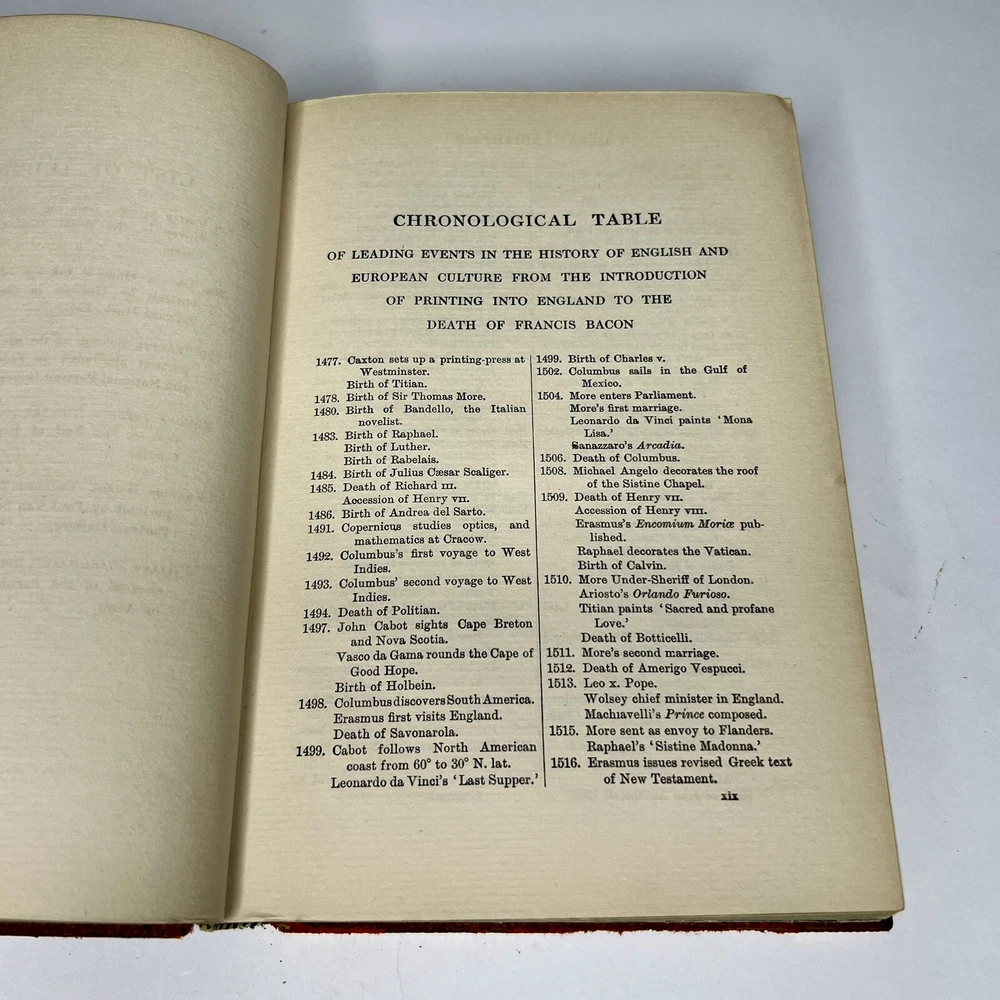 CHRONOLOGICAL TABLE
OF LEADING EVENTS IN THE HISTORY OF ENGLISH AND
EUROPEAN CULTURE FROM THE INTRODUCTION
OF PRINTING INTO ENGLAND TO THE
DEATH OF FRANCIS BACON
1477. Caxton sets up a printing-press at
Westminster.
Birth of Titian.
1478. Birth of Sir Thomas More.
1480. Birth of Bandello, the Italian
novelist.
1483. Birth of Raphael.
Birth of Luther.
Birth of Rabelais.
1484. Birth of Julius Cæsar Scaliger.
1485. Death of Richard III.
Accession of Henry VII.
1486. Birth of Andrea del Sarto.
1491. Copernicus studies optics, and
mathematics at Cracow.
1492. Columbus's first voyage to West
Indies.
1493. Columbus' second voyage to West
Indies.
1494. Death of Politian.
1497. John Cabot sights Cape Breton
and Nova Scotia.
Vasco da Gama rounds the Cape of
Good Hope.
Birth of Holbein.
1498. Columbus discovers South America.
Erasmus first visits England.
Death of Savonarola.
1499. Cabot follows North American
coast from 60° to 30° N. lat.
Leonardo da Vinci's 'Last Supper.'
1499. Birth of Charles V.
1502. Columbus sails in the Gulf of
Mexico.
1504. More enters Parliament.
More's first marriage.
Leonardo da Vinci paints 'Mona
Lisa.'
Sanazzaro's Arcadia.
1506. Death of Columbus.
1508. Michael Angelo decorates the roof
of the Sistine Chapel.
1509. Death of Henry VII.
Accession of Henry VIII.
Erasmus's Encomium Moriæ pub-
lished.
Raphael decorates the Vatican.
Birth of Calvin.
1510. More Under-Sheriff of London.
Ariosto's Orlando Furioso.
Titian paints 'Sacred and profane
Love.'
Death of Botticelli.
1511. More's second marriage.
1512. Death of Amerigo Vespucci.
1513. Leo X. Pope.
Wolsey chief minister in England.
Machiavelli's Prince composed.
1515. More sent as envoy to Flanders.
Raphael's 'Sistine Madonna.'
1516. Erasmus issues revised Greek text
of New Testament.
xix